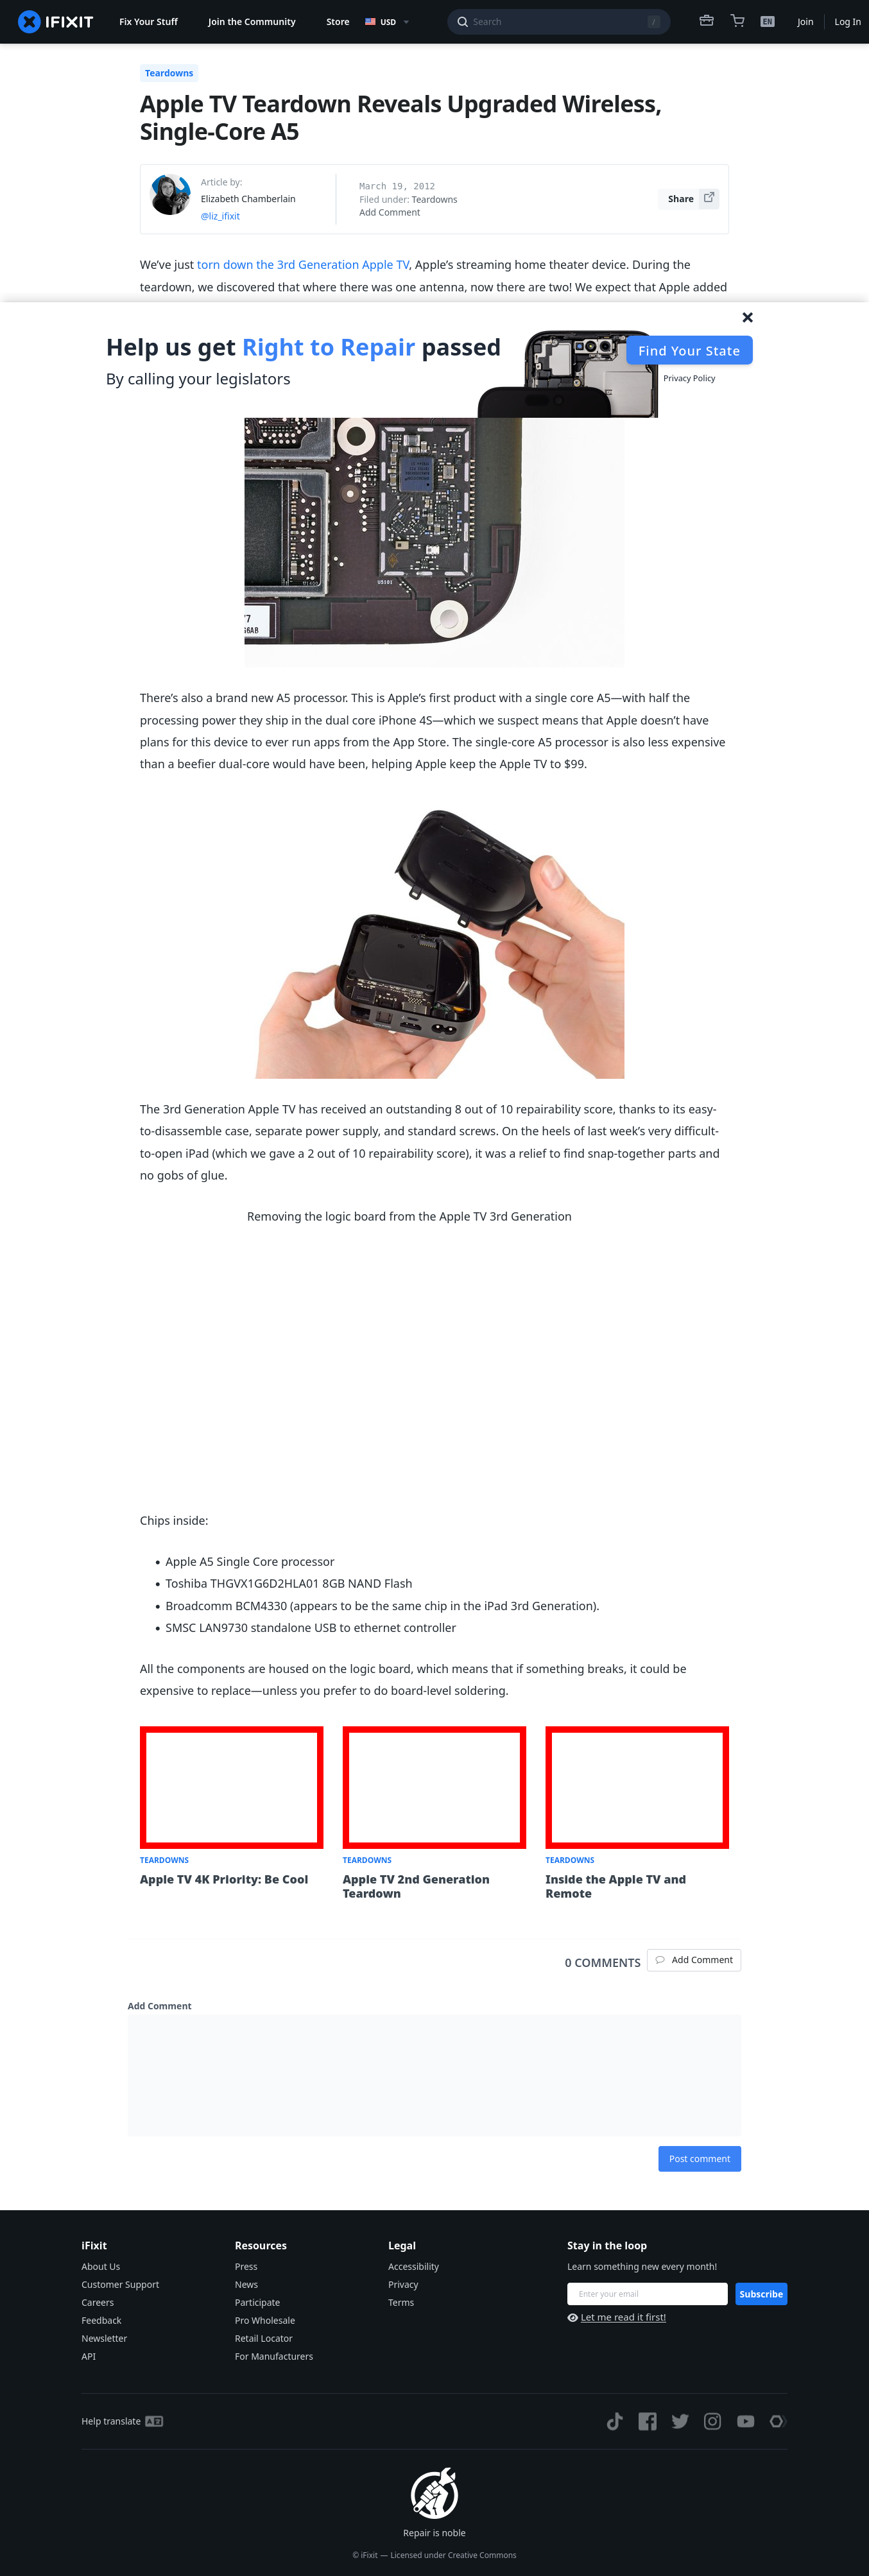 IFIXIT
Fix Your Stuff
Join the Community
Store
USD
Search
/
EN
Join
Log In
Teardowns
Apple TV Teardown Reveals Upgraded Wireless,
Single-Core A5
Article by:
Elizabeth Chamberlain
@liz_ifixit
March 19, 2012
Filed under: Teardowns
Add Comment
Share
We’ve just torn down the 3rd Generation Apple TV, Apple’s streaming home theater device. During the
teardown, we discovered that where there was one antenna, now there are two! We expect that Apple added
Help us get Right to Repair passed
By calling your legislators
Find Your State
Privacy Policy
There’s also a brand new A5 processor. This is Apple’s first product with a single core A5—with half the
processing power they ship in the dual core iPhone 4S—which we suspect means that Apple doesn’t have
plans for this device to ever run apps from the App Store. The single-core A5 processor is also less expensive
than a beefier dual-core would have been, helping Apple keep the Apple TV to $99.
The 3rd Generation Apple TV has received an outstanding 8 out of 10 repairability score, thanks to its easy-
to-disassemble case, separate power supply, and standard screws. On the heels of last week’s very difficult-
to-open iPad (which we gave a 2 out of 10 repairability score), it was a relief to find snap-together parts and
no gobs of glue.
Removing the logic board from the Apple TV 3rd Generation
Chips inside:
• Apple A5 Single Core processor
• Toshiba THGVX1G6D2HLA01 8GB NAND Flash
• Broadcomm BCM4330 (appears to be the same chip in the iPad 3rd Generation).
• SMSC LAN9730 standalone USB to ethernet controller
All the components are housed on the logic board, which means that if something breaks, it could be
expensive to replace—unless you prefer to do board-level soldering.
TEARDOWNS
Apple TV 4K Priority: Be Cool
TEARDOWNS
Apple TV 2nd Generation
Teardown
TEARDOWNS
Inside the Apple TV and
Remote
0 COMMENTS
Add Comment
Add Comment
Post comment
iFixit
About Us
Customer Support
Careers
Feedback
Newsletter
API
Resources
Press
News
Participate
Pro Wholesale
Retail Locator
For Manufacturers
Legal
Accessibility
Privacy
Terms
Stay in the loop
Learn something new every month!
Enter your email
Subscribe
Let me read it first!
Help translate
Repair is noble
© iFixit — Licensed under Creative Commons